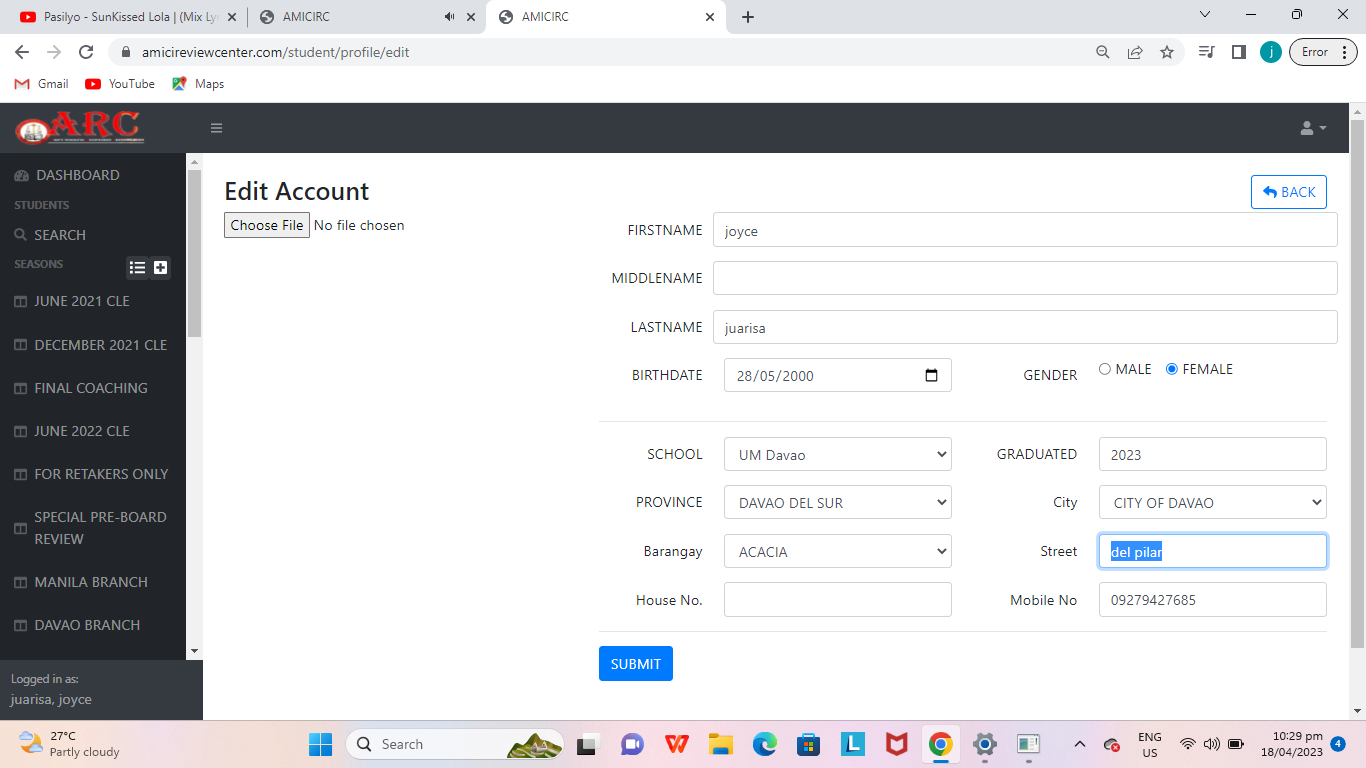 Pasilyo - SunKissed Lola | (Mix Ly
AMICIRC
AMICIRC
amicireviewcenter.com/student/profile/edit
j
Error
Gmail
YouTube
Maps
ARC
DASHBOARD
STUDENTS
SEARCH
SEASONS
JUNE 2021 CLE
DECEMBER 2021 CLE
FINAL COACHING
JUNE 2022 CLE
FOR RETAKERS ONLY
SPECIAL PRE-BOARD
REVIEW
MANILA BRANCH
DAVAO BRANCH
Logged in as:
juarisa, joyce
Edit Account
BACK
Choose File No file chosen
FIRSTNAME joyce
MIDDLENAME
LASTNAME juarisa
BIRTHDATE 28/05/2000 GENDER MALE FEMALE
SCHOOL UM Davao GRADUATED 2023
PROVINCE DAVAO DEL SUR City CITY OF DAVAO
Barangay ACACIA Street del pilar
House No. Mobile No 09279427685
SUBMIT
27°C
Partly cloudy
Search
ENG
US
10:29 pm
18/04/2023
4